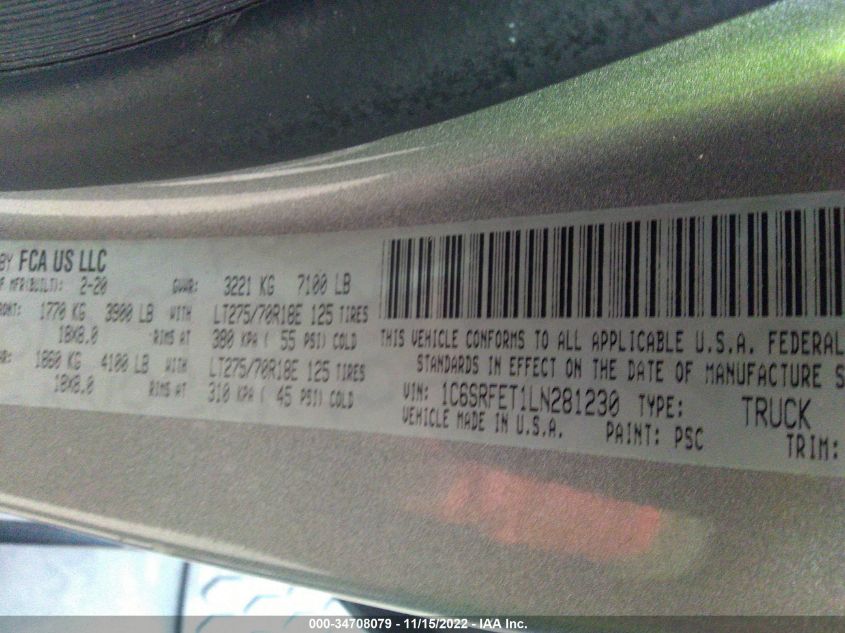 BY FCA US LLC
OF MFR(BUILT): 2-20 GVWR: 3221 KG 7100 LB
RONT: 1770 KG 3900 LB WITH LT275/70R18E 125 TIRES
18X8.0 RIMS AT 380 KPA ( 55 PSI) COLD
AR: 1860 KG 4100 LB WITH LT275/70R18E 125 TIRES
18X8.0 RIMS AT 310 KPA ( 45 PSI) COLD
THIS VEHICLE CONFORMS TO ALL APPLICABLE U.S.A. FEDERAL
STANDARDS IN EFFECT ON THE DATE OF MANUFACTURE S
VIN: 1C6SRFET1LN281230 TYPE: TRUCK
VEHICLE MADE IN U.S.A. PAINT: PSC TRIM:
000-34708079 - 11/15/2022 - IAA Inc.